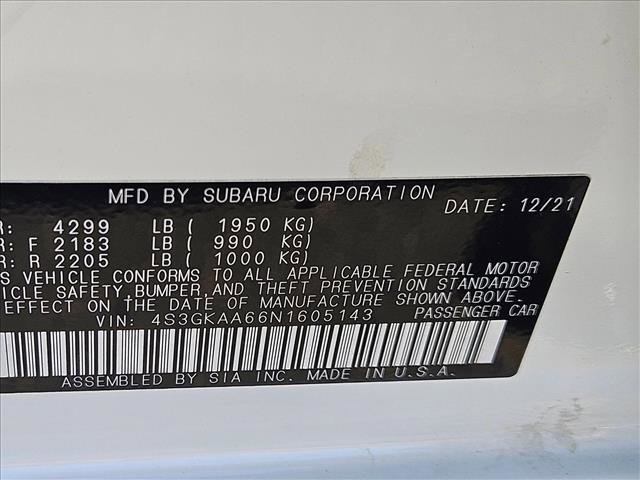 MFD BY SUBARU CORPORATION DATE: 12/21
R: 4299 LB ( 1950 KG)
R: F 2183 LB ( 990 KG)
R: R 2205 LB ( 1000 KG)
S VEHICLE CONFORMS TO ALL APPLICABLE FEDERAL MOTOR
HICLE SAFETY, BUMPER, AND THEFT PREVENTION STANDARDS
EFFECT ON THE DATE OF MANUFACTURE SHOWN ABOVE.
VIN: 4S3GKAA66N1605143 PASSENGER CAR
ASSEMBLED BY SIA INC. MADE IN U.S.A.